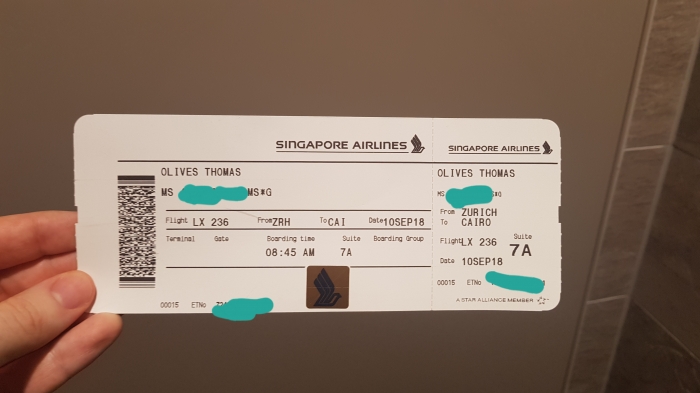 SINGAPORE AIRLINES
OLIVES THOMAS
MS MS*G
Flight LX 236 From ZRH To CAI Date 10SEP18
Terminal Gate Boarding time Suite Boarding Group
08:45 AM 7A
00015 ETNo
SINGAPORE AIRLINES
OLIVES THOMAS
MS
From ZURICH
To CAIRO
Flight LX 236 Suite
7A
Date 10SEP18
00015 ETNo
A STAR ALLIANCE MEMBER